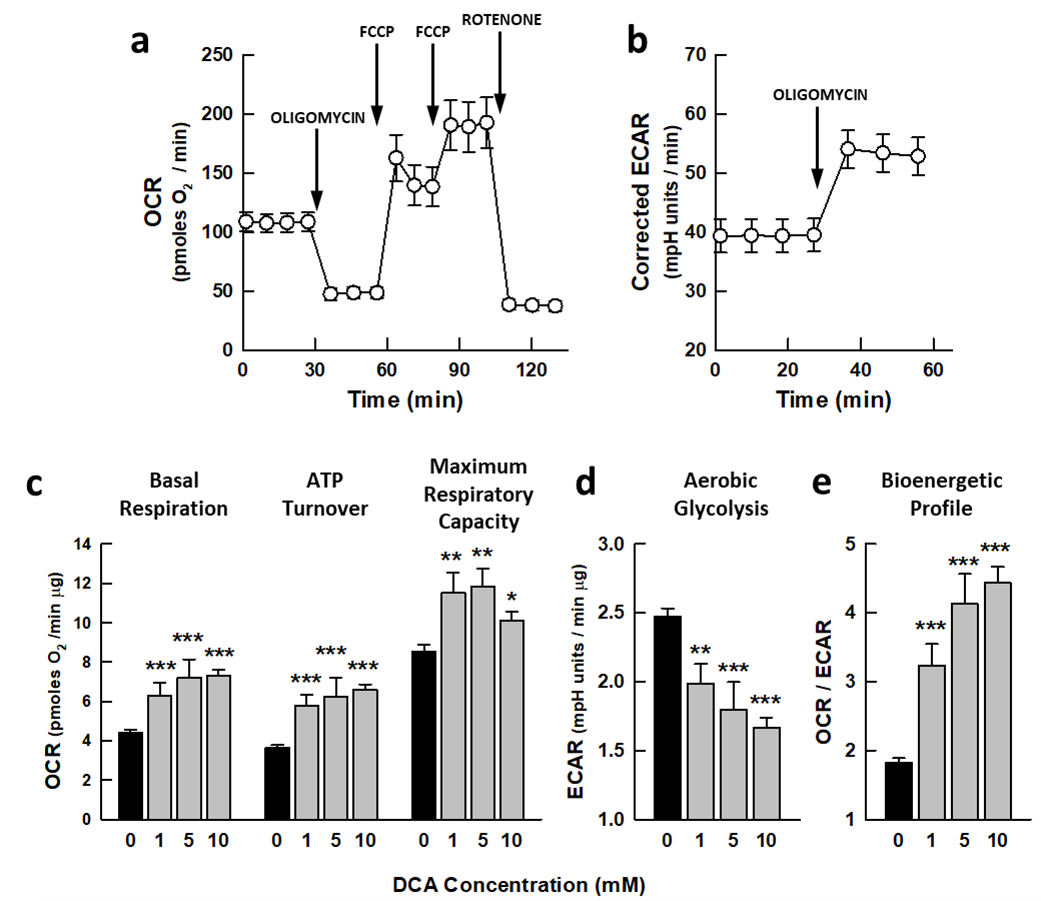 a
FCCP FCCP ROTENONE
OLIGOMYCIN
250
200
150
100
50
0
OCR
(pmoles O2 / min)
0 30 60 90 120
Time (min)
b
OLIGOMYCIN
70
60
50
40
30
20
Corrected ECAR
(mpH units / min)
0 20 40 60
Time (min)
c
Basal
Respiration
ATP
Turnover
Maximum
Respiratory
Capacity
14
12
10
8
6
4
2
0
OCR (pmoles O2 /min µg)
*** *** ***
*** *** ***
** ** *
0 1 5 10 0 1 5 10 0 1 5 10
d
Aerobic
Glycolysis
3.0
2.5
2.0
1.5
1.0
ECAR (mpH units / min µg)
** *** ***
0 1 5 10
e
Bioenergetic
Profile
5
4
3
2
1
OCR / ECAR
*** *** ***
0 1 5 10
DCA Concentration (mM)